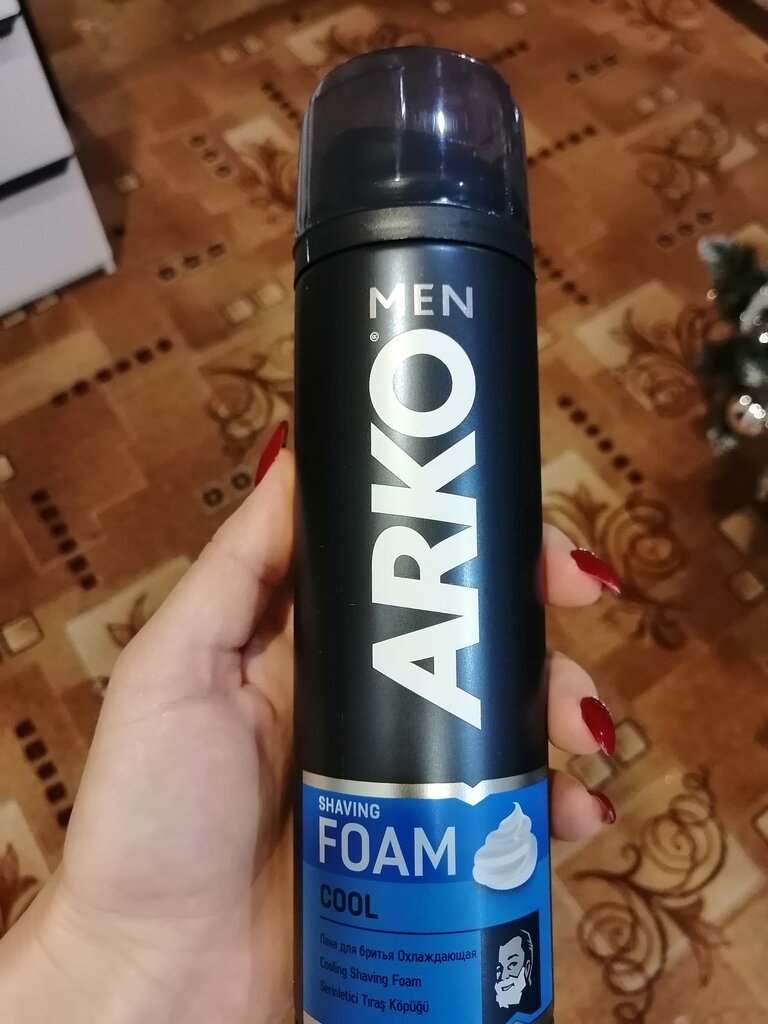 MEN
ARKO®
SHAVING
FOAM
COOL
Пена для бритья Охлаждающая
Cooling Shaving Foam
Serinletici Tıraş Köpüğü